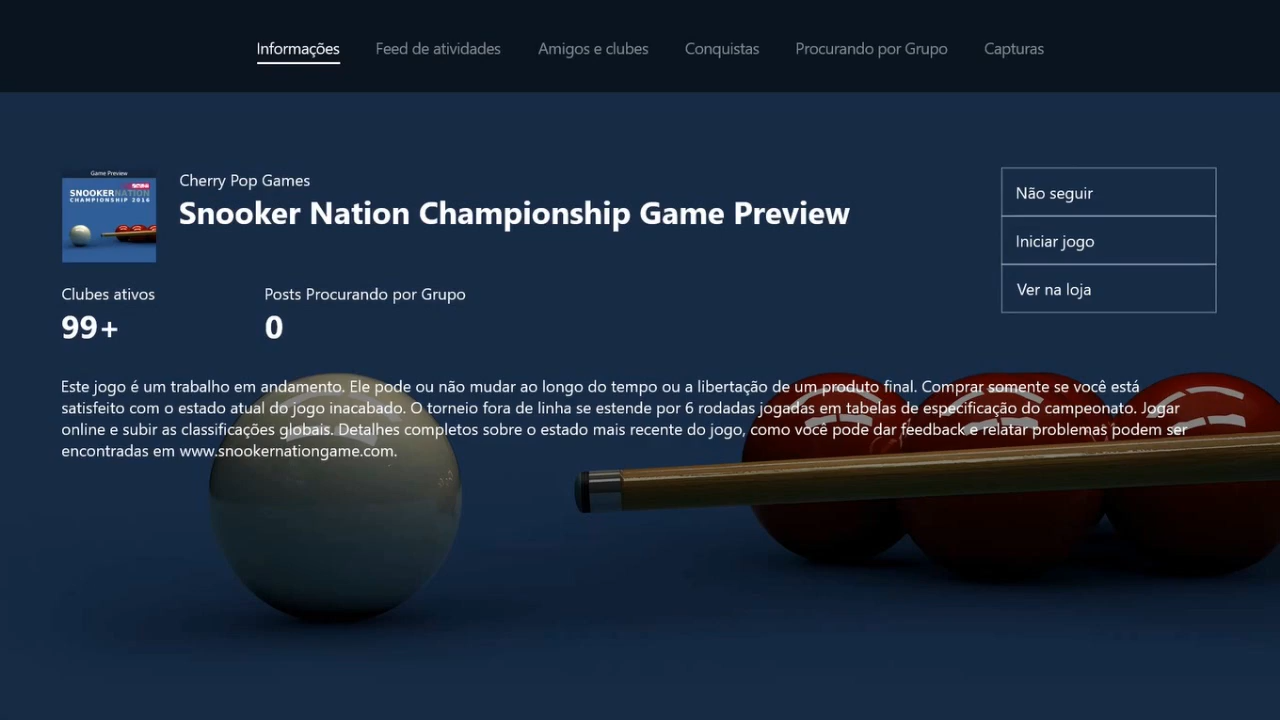 Informações
Feed de atividades
Amigos e clubes
Conquistas
Procurando por Grupo
Capturas
Game Preview
SNOOKERNATION
CHAMPIONSHIP 2016
Cherry Pop Games
Snooker Nation Championship Game Preview
Não seguir
Iniciar jogo
Ver na loja
Clubes ativos
99+
Posts Procurando por Grupo
0
Este jogo é um trabalho em andamento. Ele pode ou não mudar ao longo do tempo ou a libertação de um produto final. Comprar somente se você está
satisfeito com o estado atual do jogo inacabado. O torneio fora de linha se estende por 6 rodadas jogadas em tabelas de especificação do campeonato. Jogar
online e subir as classificações globais. Detalhes completos sobre o estado mais recente do jogo, como você pode dar feedback e relatar problemas podem ser
encontradas em www.snookernationgame.com.